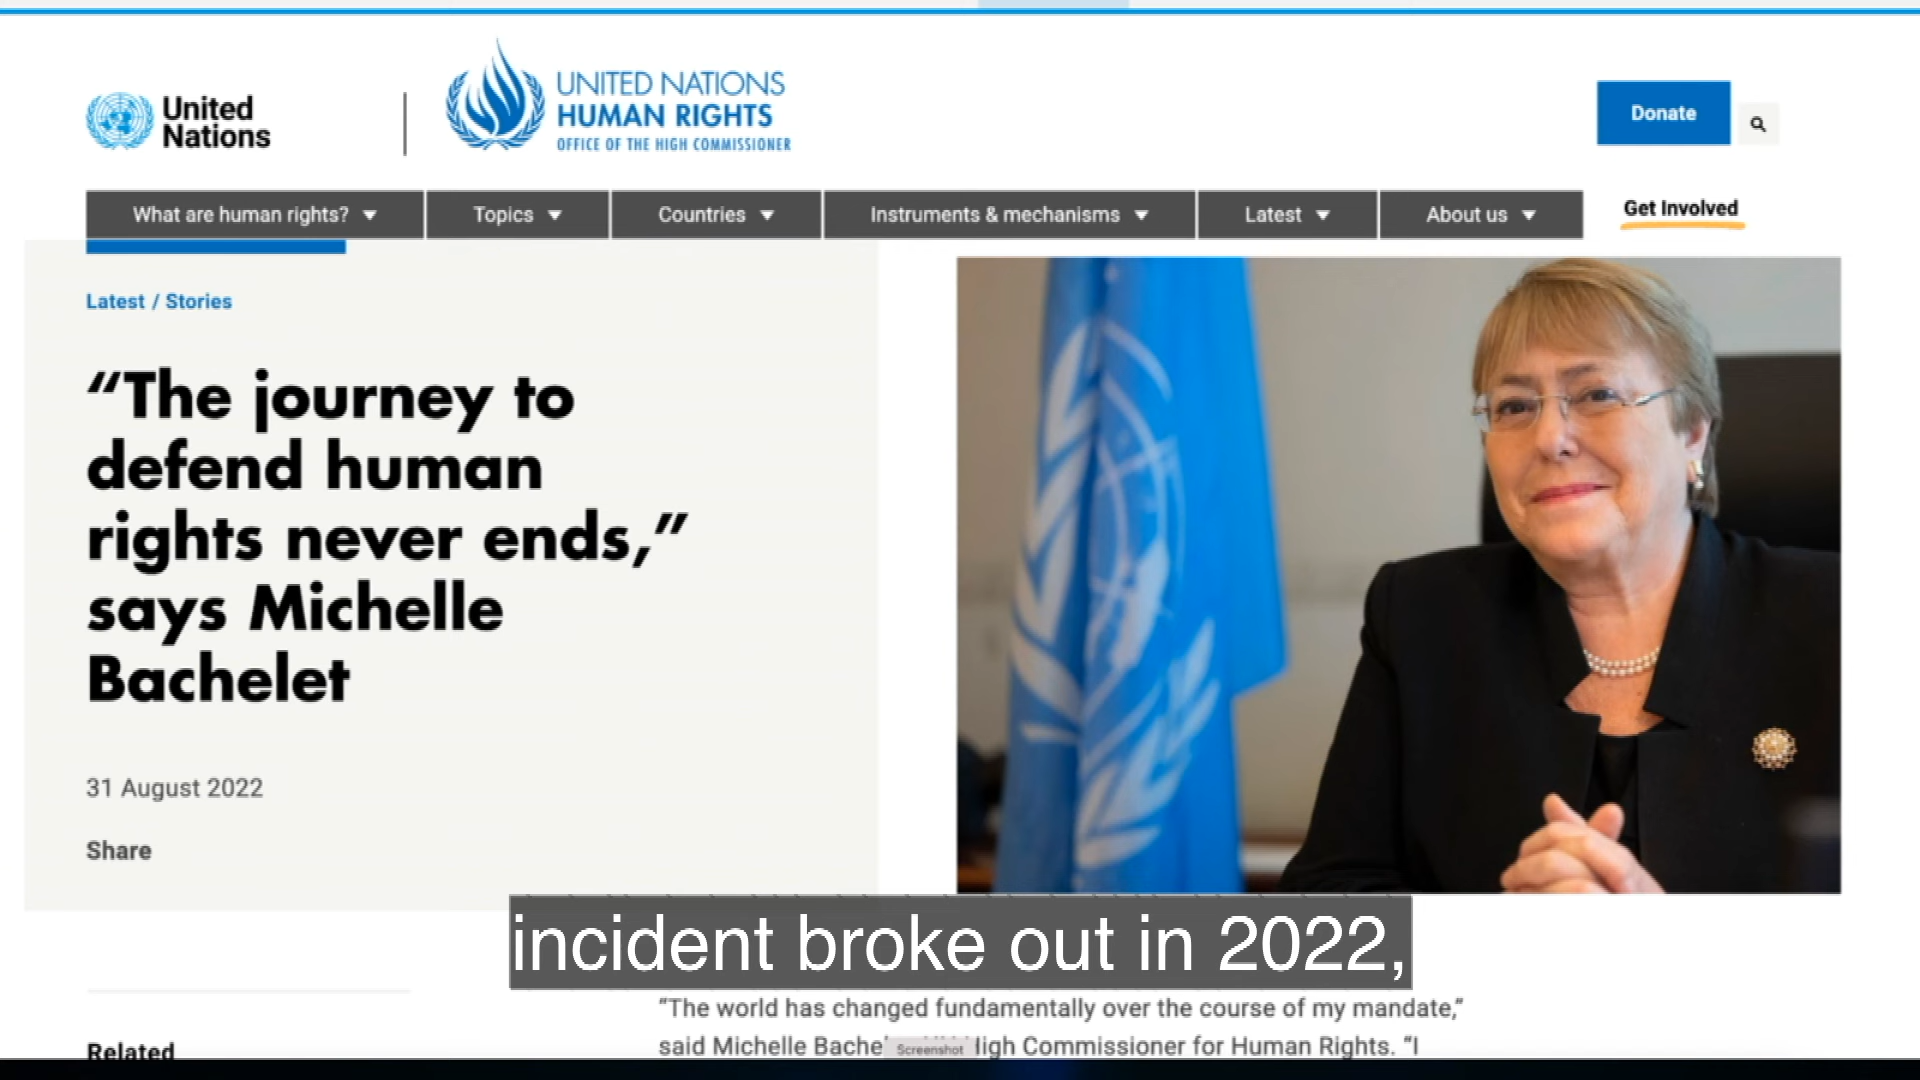 United
Nations
UNITED NATIONS
HUMAN RIGHTS
OFFICE OF THE HIGH COMMISSIONER
Donate
What are human rights?
Topics
Countries
Instruments & mechanisms
Latest
About us
Get Involved
Latest / Stories
“The journey to
defend human
rights never ends,”
says Michelle
Bachelet
31 August 2022
Share
incident broke out in 2022,
“The world has changed fundamentally over the course of my mandate,”
said Michelle High Commissioner for Human Rights. “I
Screenshot
Related